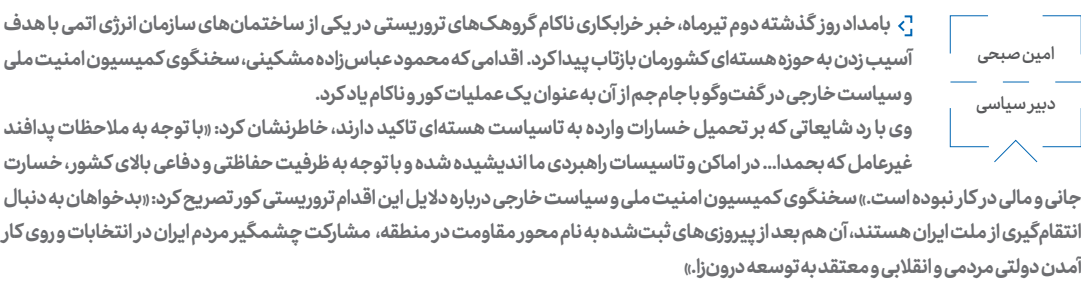 امین صبحی
دبیر سیاسی
بامداد روز گذشته دوم تیرماه، خبر خرابکاری ناکام گروهک‌های تروریستی در یکی از ساختمان‌های سازمان انرژی اتمی با هدف
آسیب زدن به حوزه هسته‌ای کشورمان بازتاب پیدا کرد. اقدامی که محمود عباس‌زاده مشکینی، سخنگوی کمیسیون امنیت ملی
و سیاست خارجی در گفت‌وگو با جام‌جم از آن به عنوان یک عملیات کور و ناکام یاد کرد.
وی با رد شایعاتی که بر تحمیل خسارات وارده به تاسیاست هسته‌ای تاکید دارند، خاطرنشان کرد: «با توجه به ملاحظات پدافند
غیرعامل که بحمدا... در اماکن و تاسیسات راهبردی ما اندیشیده شده و با توجه به ظرفیت حفاظتی و دفاعی بالای کشور، خسارت
جانی و مالی در کار نبوده است.» سخنگوی کمیسیون امنیت ملی و سیاست خارجی درباره دلایل این اقدام تروریستی کور تصریح کرد: «بدخواهان به دنبال
انتقام‌گیری از ملت ایران هستند، آن هم بعد از پیروزی‌های ثبت‌شده به نام محور مقاومت در منطقه، مشارکت چشمگیر مردم ایران در انتخابات و روی کار
آمدن دولتی مردمی و انقلابی و معتقد به توسعه درون‌زا.»